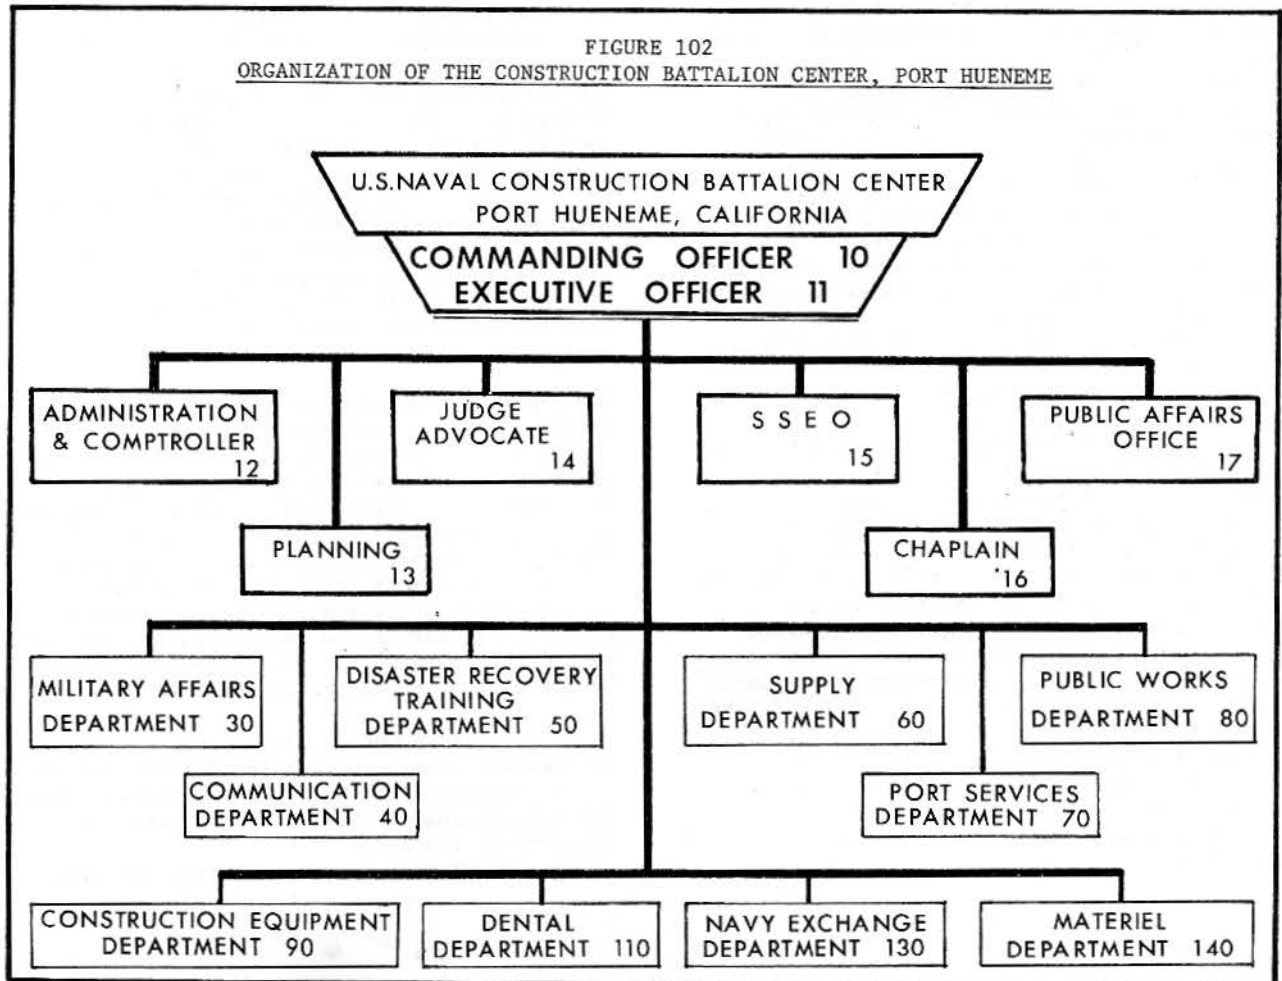 FIGURE 102
ORGANIZATION OF THE CONSTRUCTION BATTALION CENTER, PORT HUENEME
U.S.NAVAL CONSTRUCTION BATTALION CENTER
PORT HUENEME, CALIFORNIA
COMMANDING OFFICER 10
EXECUTIVE OFFICER 11
ADMINISTRATION
& COMPTROLLER
12
JUDGE
ADVOCATE
14
S S E O
15
PUBLIC AFFAIRS
OFFICE
17
PLANNING
13
CHAPLAIN
16
MILITARY AFFAIRS
DEPARTMENT 30
DISASTER RECOVERY
TRAINING
DEPARTMENT 50
SUPPLY
DEPARTMENT 60
PUBLIC WORKS
DEPARTMENT 80
COMMUNICATION
DEPARTMENT 40
PORT SERVICES
DEPARTMENT 70
CONSTRUCTION EQUIPMENT
DEPARTMENT 90
DENTAL
DEPARTMENT 110
NAVY EXCHANGE
DEPARTMENT 130
MATERIEL
DEPARTMENT 140